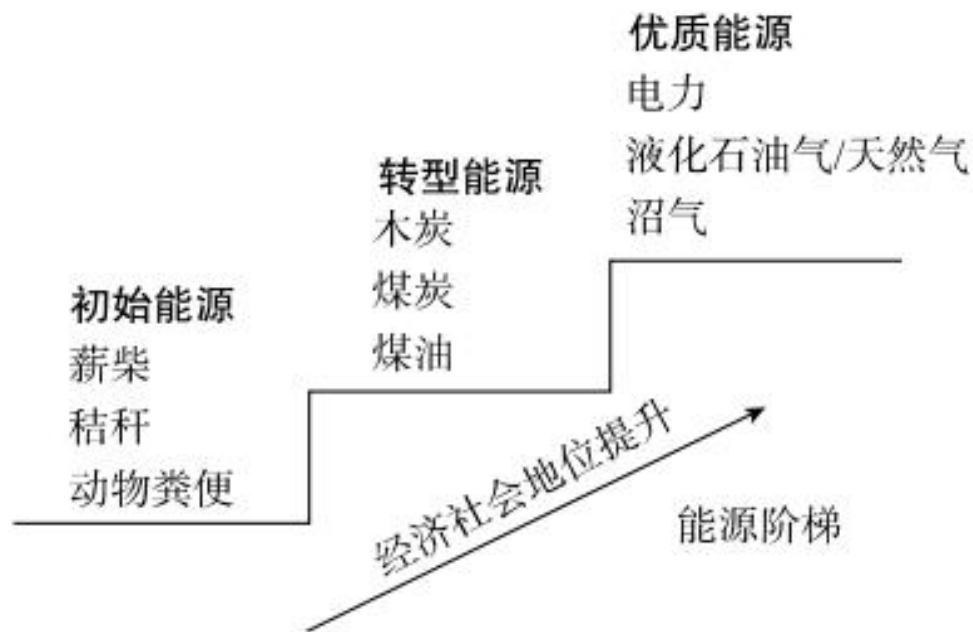 优质能源
电力
液化石油气/天然气
沼气
转型能源
木炭
煤炭
煤油
初始能源
薪柴
秸秆
动物粪便
经济社会地位提升
能源阶梯